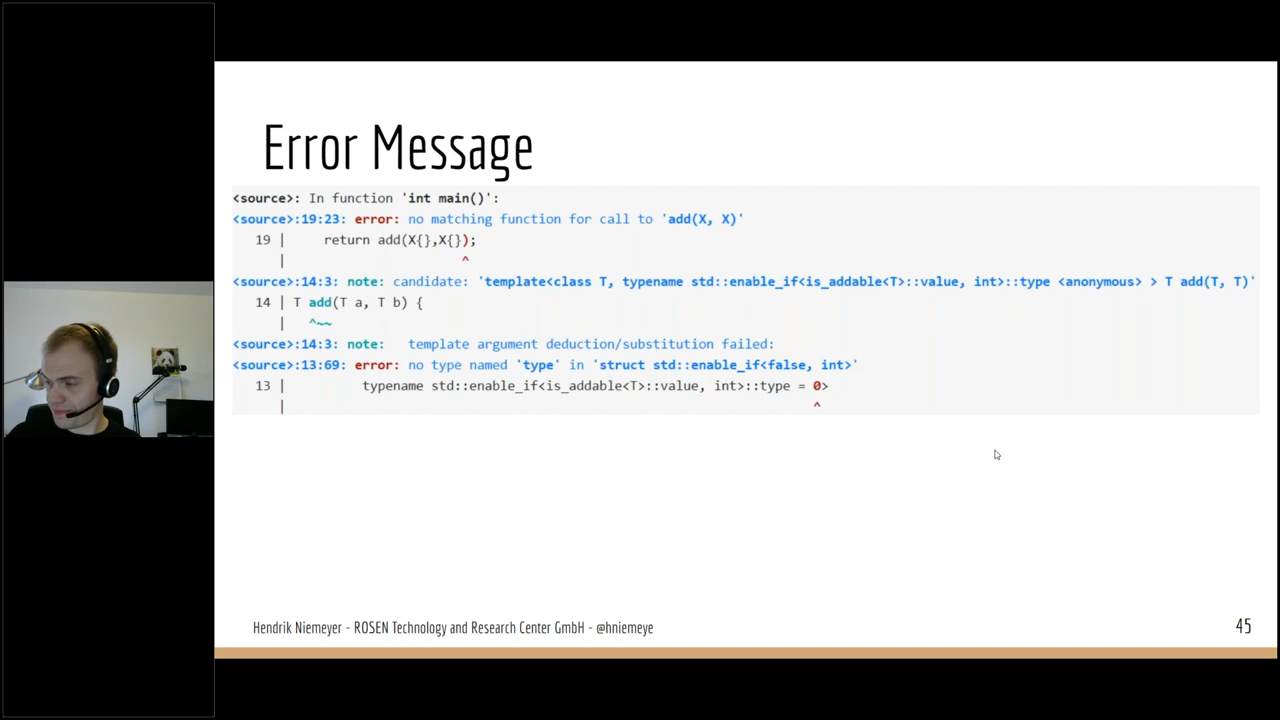 Error Message
<source>: In function 'int main()':
<source>:19:23: error: no matching function for call to 'add(X, X)'
19 | return add(X{},X{});
| ^
<source>:14:3: note: candidate: 'template<class T, typename std::enable_if<is_addable<T>::value, int>::type <anonymous> > T add(T, T)'
14 | T add(T a, T b) {
| ^~~
<source>:14:3: note: template argument deduction/substitution failed:
<source>:13:69: error: no type named 'type' in 'struct std::enable_if<false, int>'
13 | typename std::enable_if<is_addable<T>::value, int>::type = 0>
| ^
Hendrik Niemeyer - ROSEN Technology and Research Center GmbH - @hniemeye
45